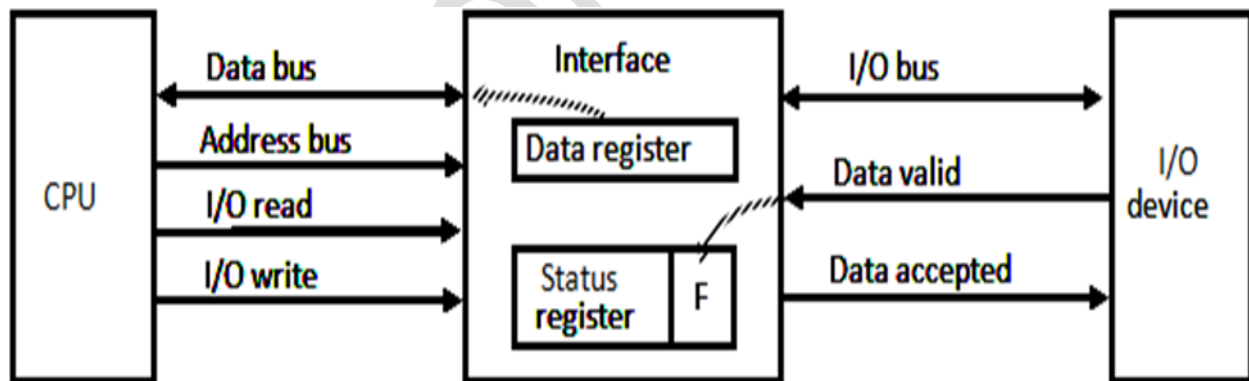 CPU
Data bus
Address bus
I/O read
I/O write
Interface
Data register
Status
register
F
I/O bus
Data valid
Data accepted
I/O
device